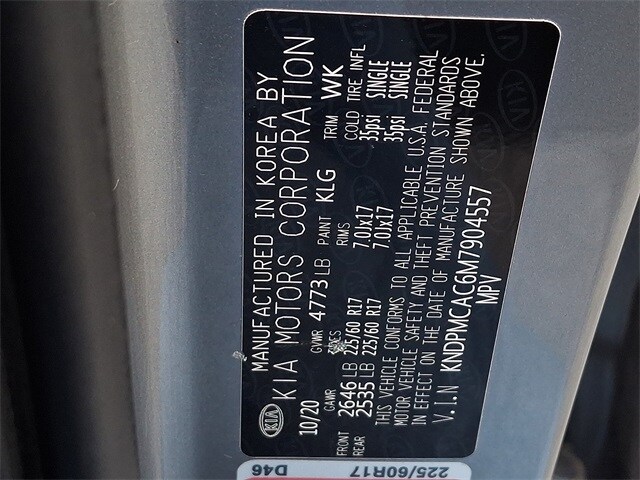 KIA
MANUFACTURED IN KOREA BY
KIA MOTORS CORPORATION
10/20 GVWR 4773 LB PAINT KLG TRIM WK
GAWR RIMS COLD TIRE INFL
FRONT 2646 LB 225/60 R17 7.0Jx17 35psi SINGLE
REAR 2535 LB 225/60 R17 7.0Jx17 35psi SINGLE
THIS VEHICLE CONFORMS TO ALL APPLICABLE U.S.A. FEDERAL
MOTOR VEHICLE SAFETY AND THEFT PREVENTION STANDARDS
IN EFFECT ON THE DATE OF MANUFACTURE SHOWN ABOVE.
V.I.N KNDPMCAC6M7904557
MPV
225/60R17
D46